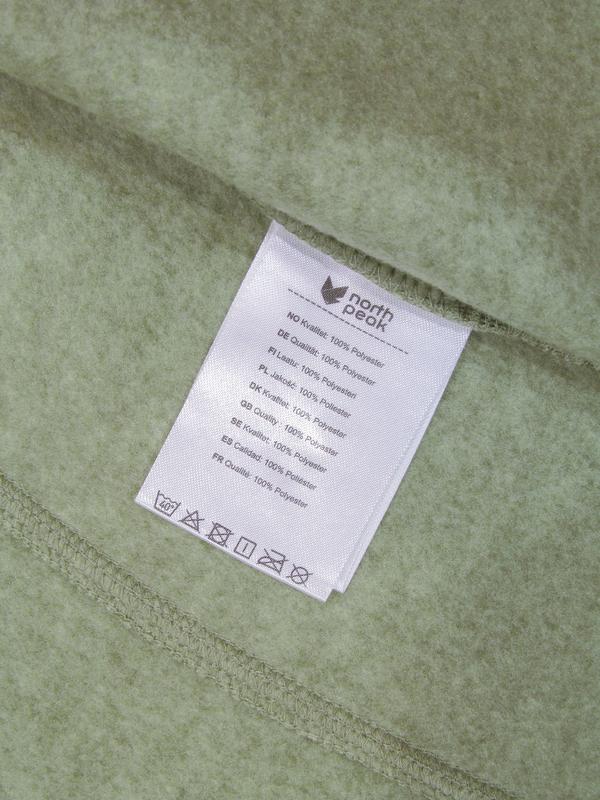 north
peak
NO Kvalitet: 100% Polyester
DE Qualität: 100% Polyester
FI Laatu: 100% Polyesteri
PL Jakość: 100% Poliester
DK Kvalitet: 100% Polyester
GB Quality: 100% Polyester
SE Kvalitet: 100% Polyester
ES Calidad: 100% Poliéster
FR Qualité: 100% Polyester
40°